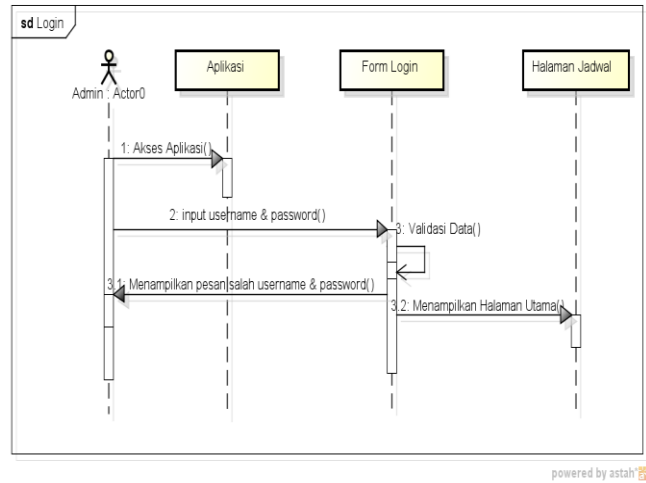 sd Login
Admin : Actor0
Aplikasi
Form Login
Halaman Jadwal
1: Akses Aplikasi()
2: input username & password()
3: Validasi Data()
3.1: Menampilkan pesan salah username & password()
3.2: Menampilkan Halaman Utama()
powered by astah*